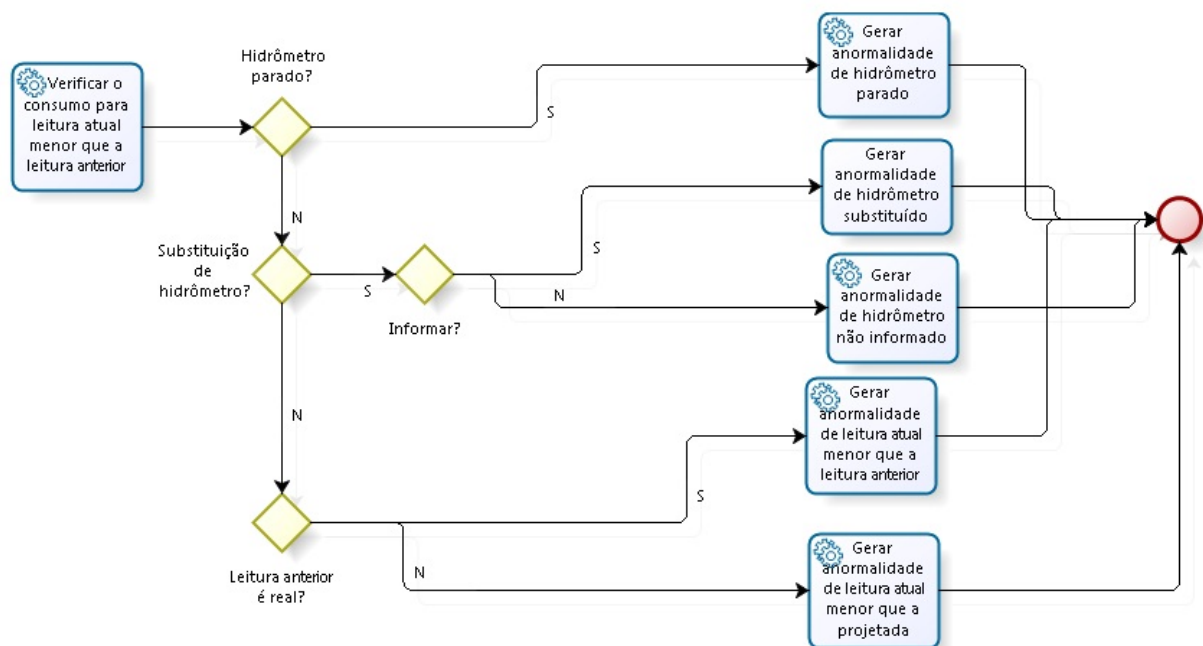 Verificar o
consumo para
leitura atual
menor que a
leitura anterior
Hidrômetro
parado?
S
Gerar
anormalidade
de hidrômetro
parado
N
Substituição
de
hidrômetro?
S
Informar?
S
Gerar
anormalidade
de hidrômetro
substituído
N
Gerar
anormalidade
de hidrômetro
não informado
N
Leitura anterior
é real?
S
Gerar
anormalidade
de leitura atual
menor que a
leitura anterior
N
Gerar
anormalidade
de leitura atual
menor que a
projetada